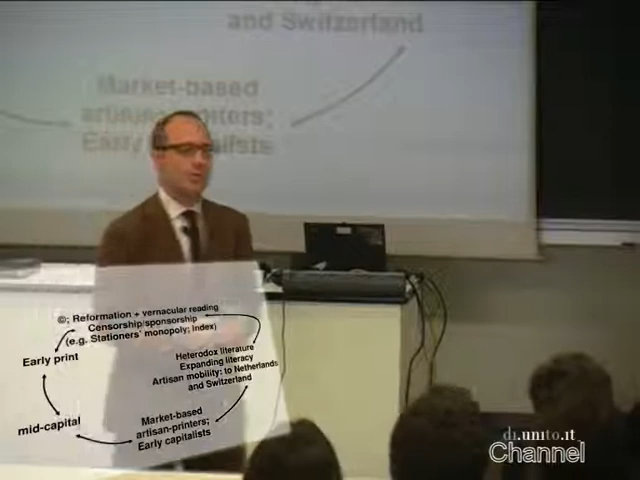 and Switzerland
Market-based
artisan-printers;
Early capitalists
©; Reformation + vernacular reading
Censorship/sponsorship
(e.g. Stationers' monopoly; Index)
Early print
Heterodox literature
Expanding literacy
Artisan mobility: to Netherlands
and Switzerland
mid-capital
Market-based
artisan-printers;
Early capitalists
di.unito.it
Channel